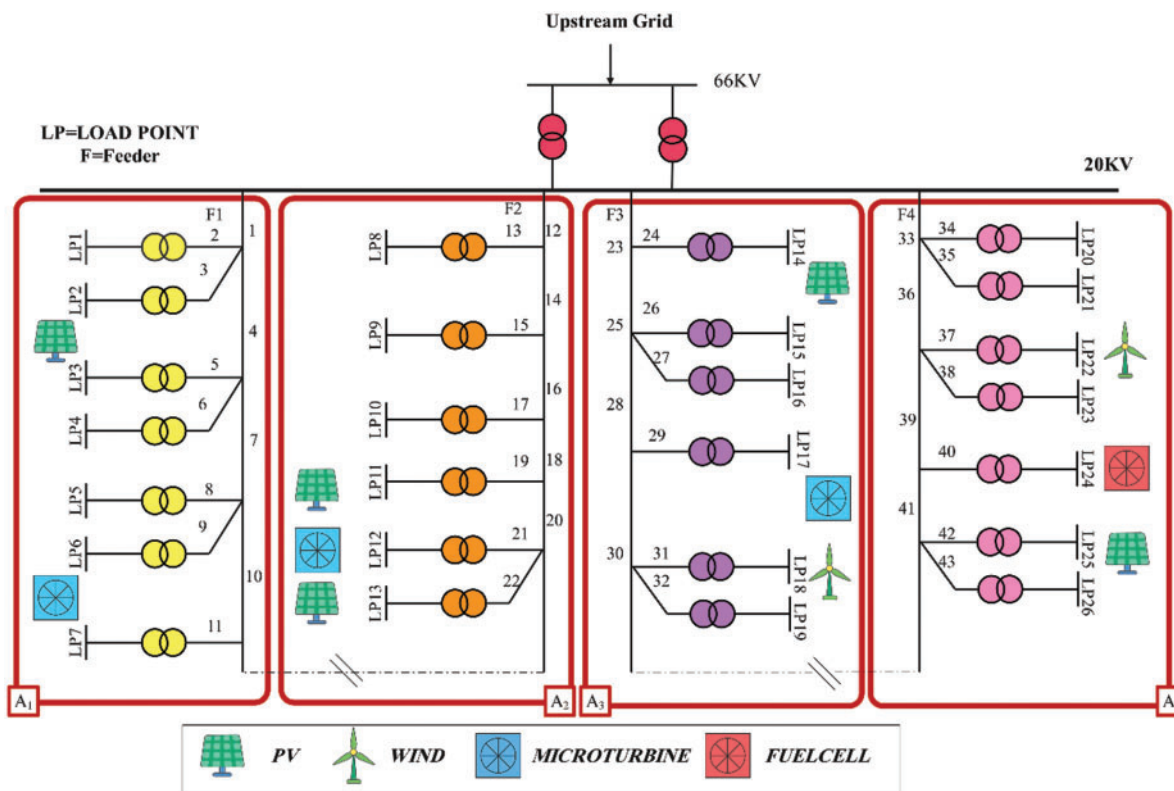 Upstream Grid
66KV
LP=LOAD POINT
F=Feeder
20KV
F1
1
2
LP1
3
LP2
4
5
LP3
6
LP4
7
8
LP5
9
LP6
10
11
LP7
A1
F2
12
13
LP8
14
15
LP9
16
17
LP10
18
19
LP11
20
21
LP12
22
LP13
A2
F3
23
24
LP14
25
26
LP15
27
LP16
28
29
LP17
30
31
LP18
32
LP19
A3
F4
33
34
LP20
35
LP21
36
37
LP22
38
LP23
39
40
LP24
41
42
LP25
43
LP26
A
PV
WIND
MICROTURBINE
FUELCELL